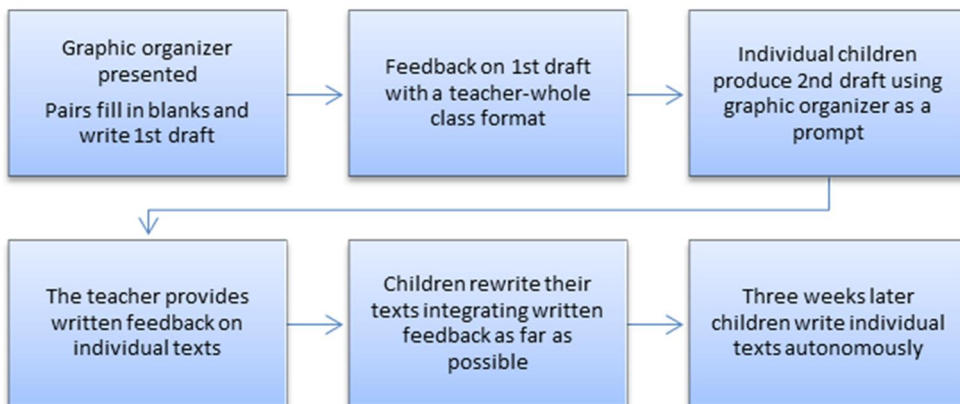 Graphic organizer
presented
Pairs fill in blanks and
write 1st draft
Feedback on 1st draft
with a teacher-whole
class format
Individual children
produce 2nd draft using
graphic organizer as a
prompt
The teacher provides
written feedback on
individual texts
Children rewrite their
texts integrating written
feedback as far as
possible
Three weeks later
children write individual
texts autonomously